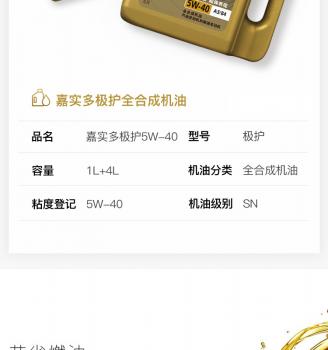 5W-40
A3/B4
嘉实多极护全合成机油
品名 嘉实多极护5W-40 型号 极护
容量 1L+4L 机油分类 全合成机油
粘度登记 5W-40 机油级别 SN